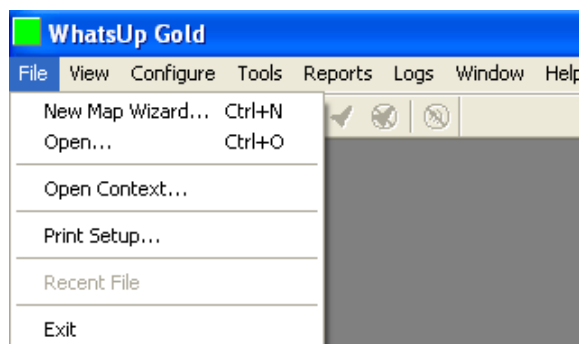 WhatsUp Gold
File View Configure Tools Reports Logs Window Help
New Map Wizard... Ctrl+N
Open... Ctrl+O
Open Context...
Print Setup...
Recent File
Exit